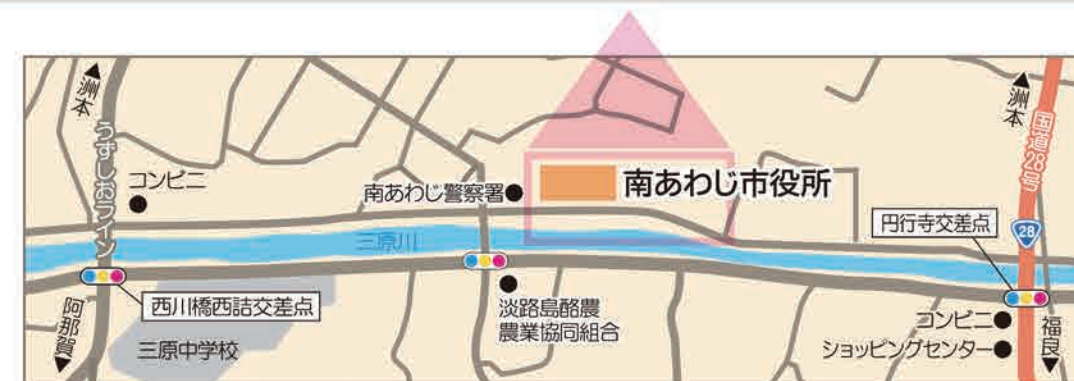 洲本
うずしおライン
コンビニ
南あわじ警察署
南あわじ市役所
洲本
国道28号
28
円行寺交差点
三原川
西川橋西詰交差点
阿那賀
三原中学校
淡路島酪農
農業協同組合
コンビニ
ショッピングセンター
福良